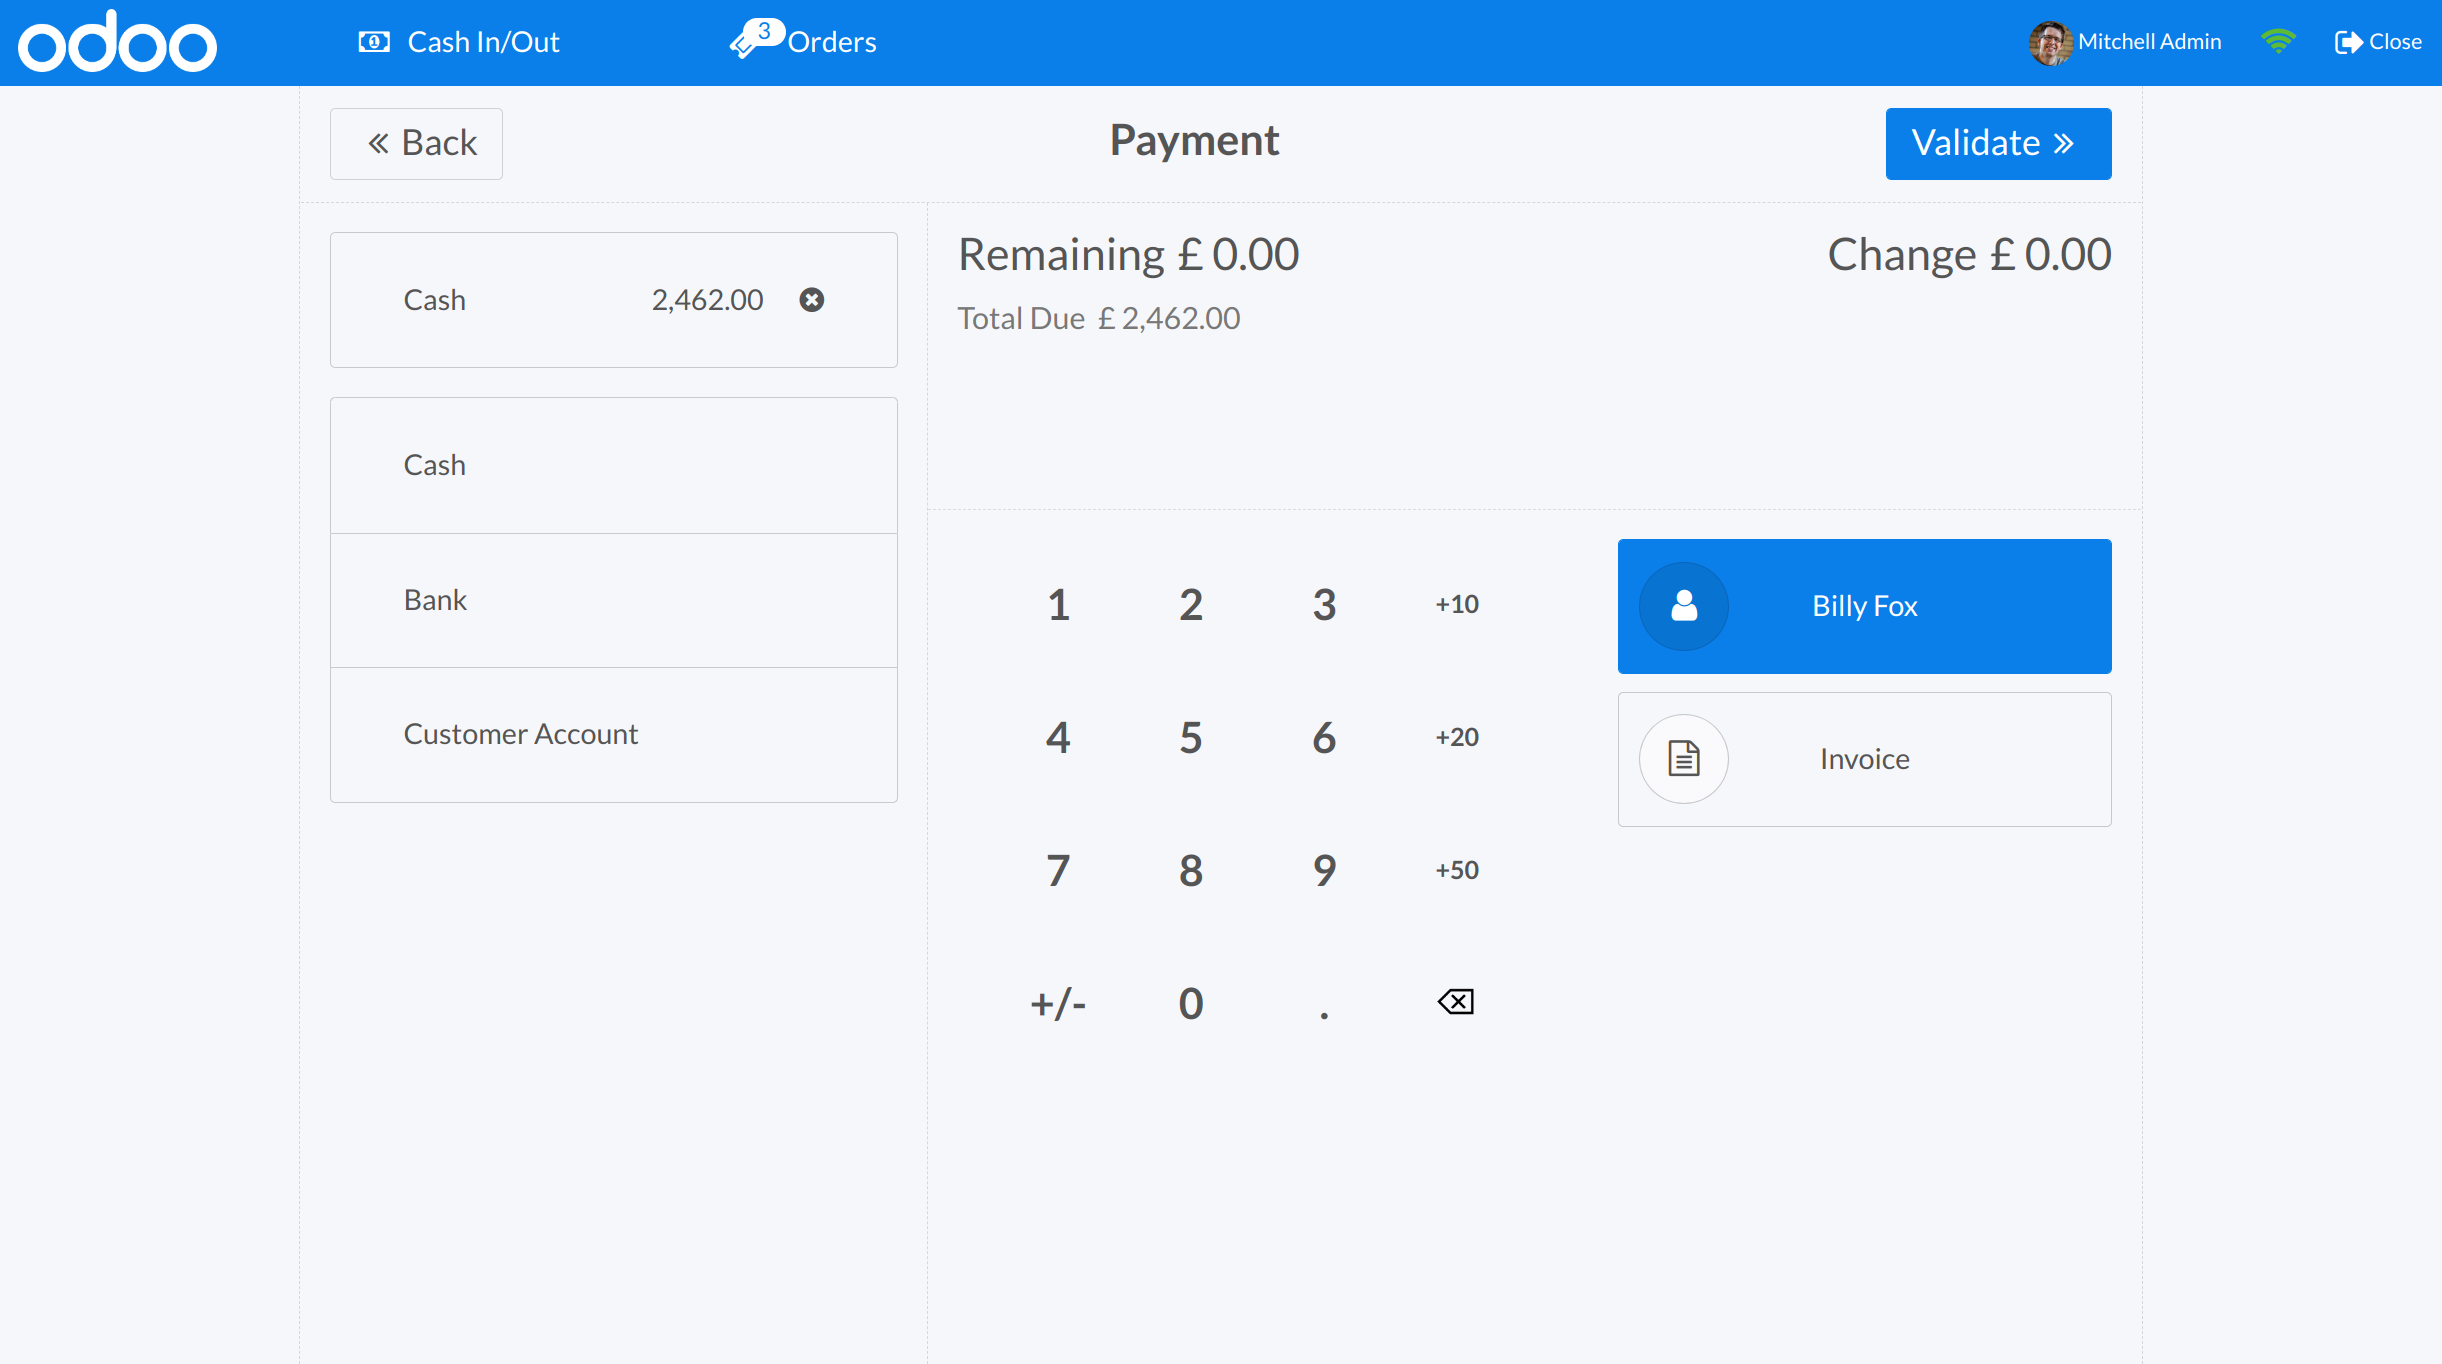 odoo
Cash In/Out
3
Orders
Mitchell Admin
Close
Back
Payment
Validate
Cash 2,462.00
Remaining £ 0.00
Change £ 0.00
Total Due £ 2,462.00
Cash
Bank
Customer Account
1 2 3 +10
4 5 6 +20
7 8 9 +50
+/- 0 .
Billy Fox
Invoice